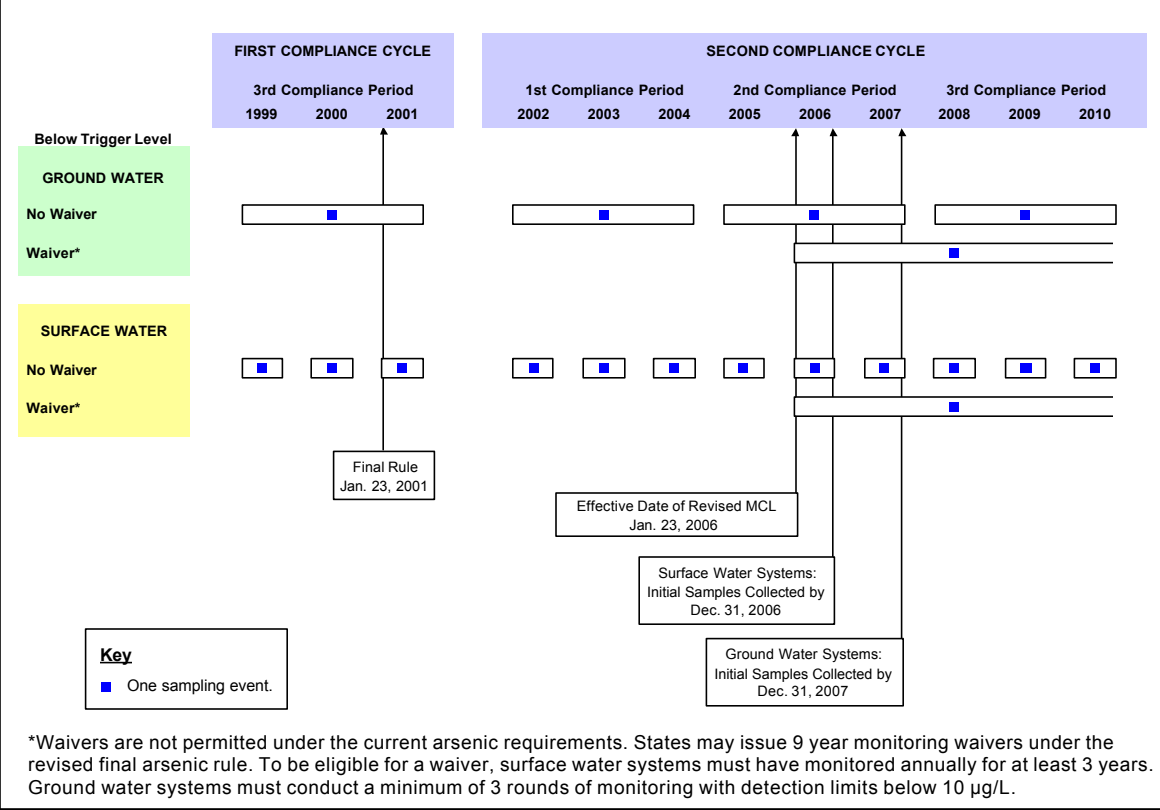 FIRST COMPLIANCE CYCLE
SECOND COMPLIANCE CYCLE
3rd Compliance Period
1st Compliance Period
2nd Compliance Period
3rd Compliance Period
1999 2000 2001 2002 2003 2004 2005 2006 2007 2008 2009 2010
Below Trigger Level
GROUND WATER
No Waiver
Waiver*
SURFACE WATER
No Waiver
Waiver*
Final Rule
Jan. 23, 2001
Effective Date of Revised MCL
Jan. 23, 2006
Surface Water Systems:
Initial Samples Collected by
Dec. 31, 2006
Ground Water Systems:
Initial Samples Collected by
Dec. 31, 2007
Key
One sampling event.
*Waivers are not permitted under the current arsenic requirements. States may issue 9 year monitoring waivers under the
revised final arsenic rule. To be eligible for a waiver, surface water systems must have monitored annually for at least 3 years.
Ground water systems must conduct a minimum of 3 rounds of monitoring with detection limits below 10 µg/L.